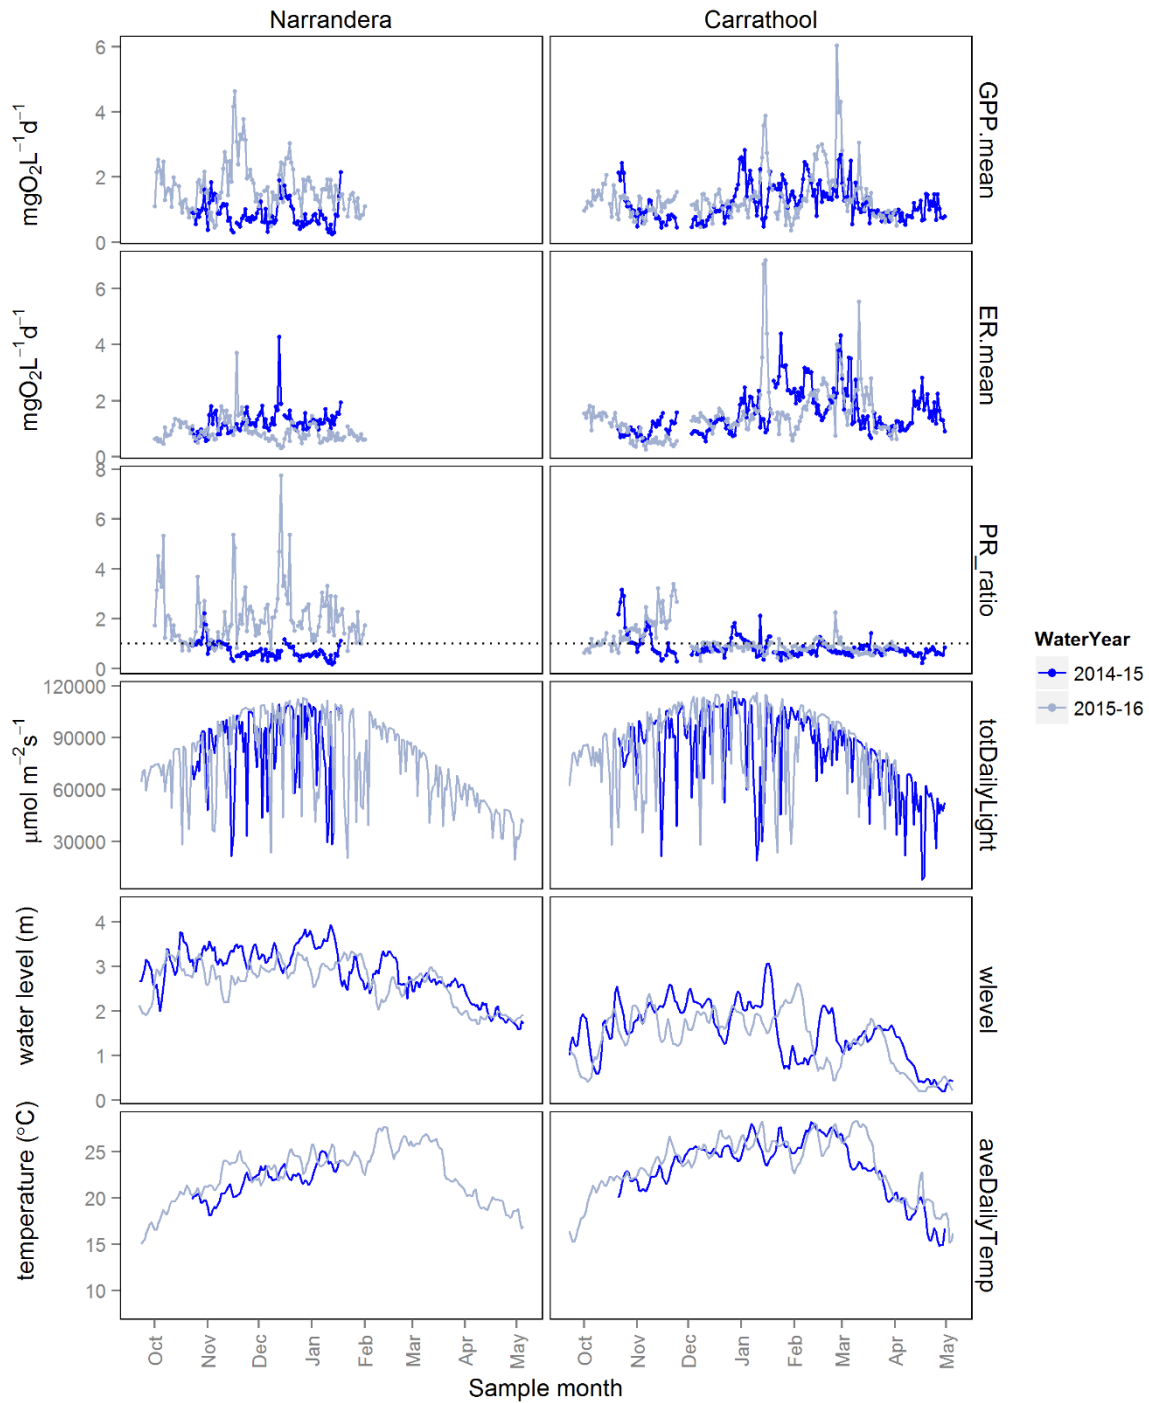 Narrandera Carrathool
mgO₂L⁻¹d⁻¹
6
4
2
0
GPP.mean
mgO₂L⁻¹d⁻¹
6
4
2
0
ER.mean
8
6
4
2
0
PR_ratio
μmol m⁻²s⁻¹
120000
90000
60000
30000
totDailyLight
water level (m)
4
3
2
1
0
wlevel
temperature (°C)
25
20
15
10
aveDailyTemp
Oct Nov Dec Jan Feb Mar Apr May Oct Nov Dec Jan Feb Mar Apr May
Sample month
WaterYear
2014-15
2015-16